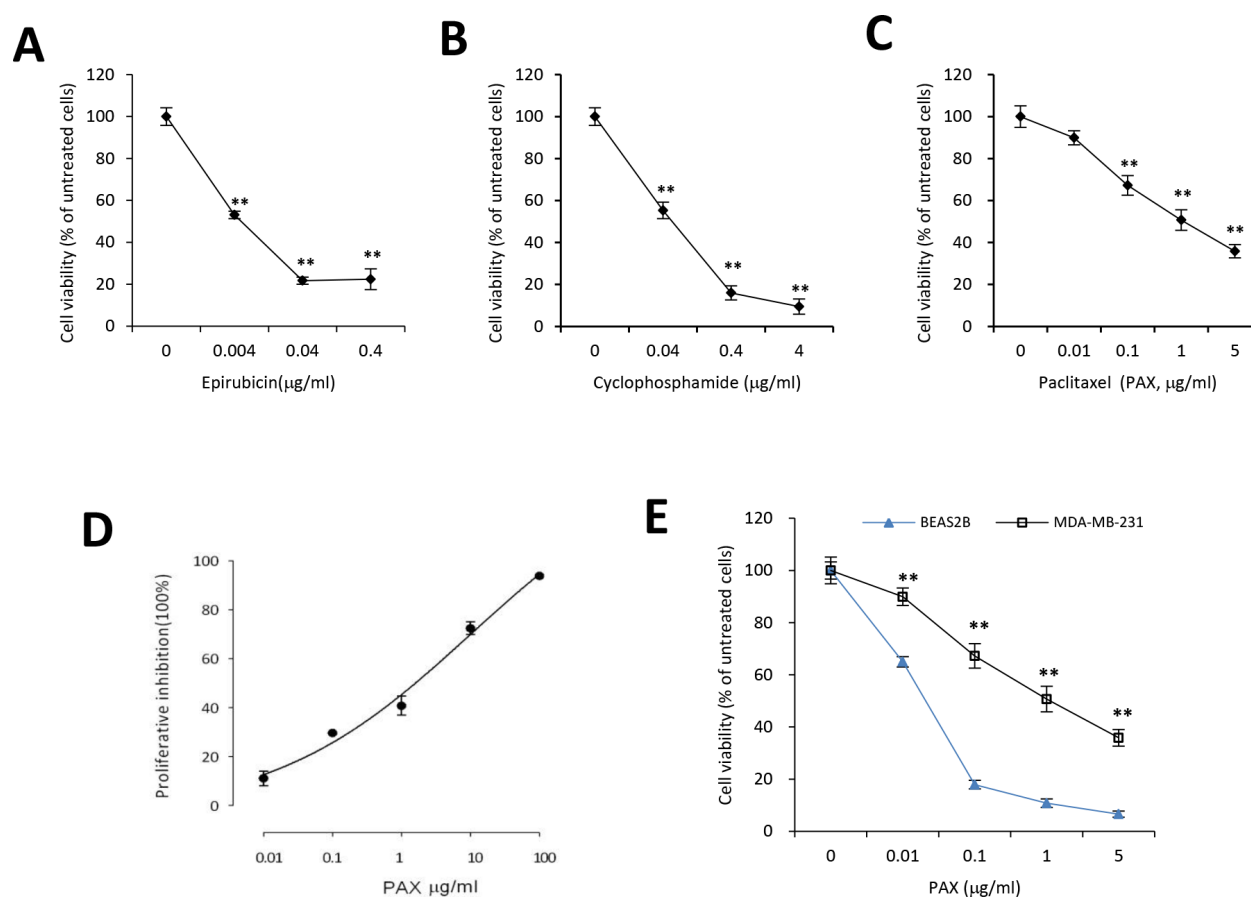 A
Cell viability (% of untreated cells)
120
100
80
60
40
20
0
**
**
**
0 0.004 0.04 0.4
Epirubicin(μg/ml)
B
Cell viability (% of untreated cells)
120
100
80
60
40
20
0
**
**
**
0 0.04 0.4 4
Cyclophosphamide (μg/ml)
C
Cell viability (% of untreated cells)
120
100
80
60
40
20
0
**
**
**
0 0.01 0.1 1 5
Paclitaxel (PAX, μg/ml)
D
Proliferative inhibition(100%)
100
80
60
40
20
0
0.01 0.1 1 10 100
PAX μg/ml
E
BEAS2B MDA-MB-231
Cell viability (% of untreated cells)
120
100
80
60
40
20
0
**
**
**
**
0 0.01 0.1 1 5
PAX (μg/ml)